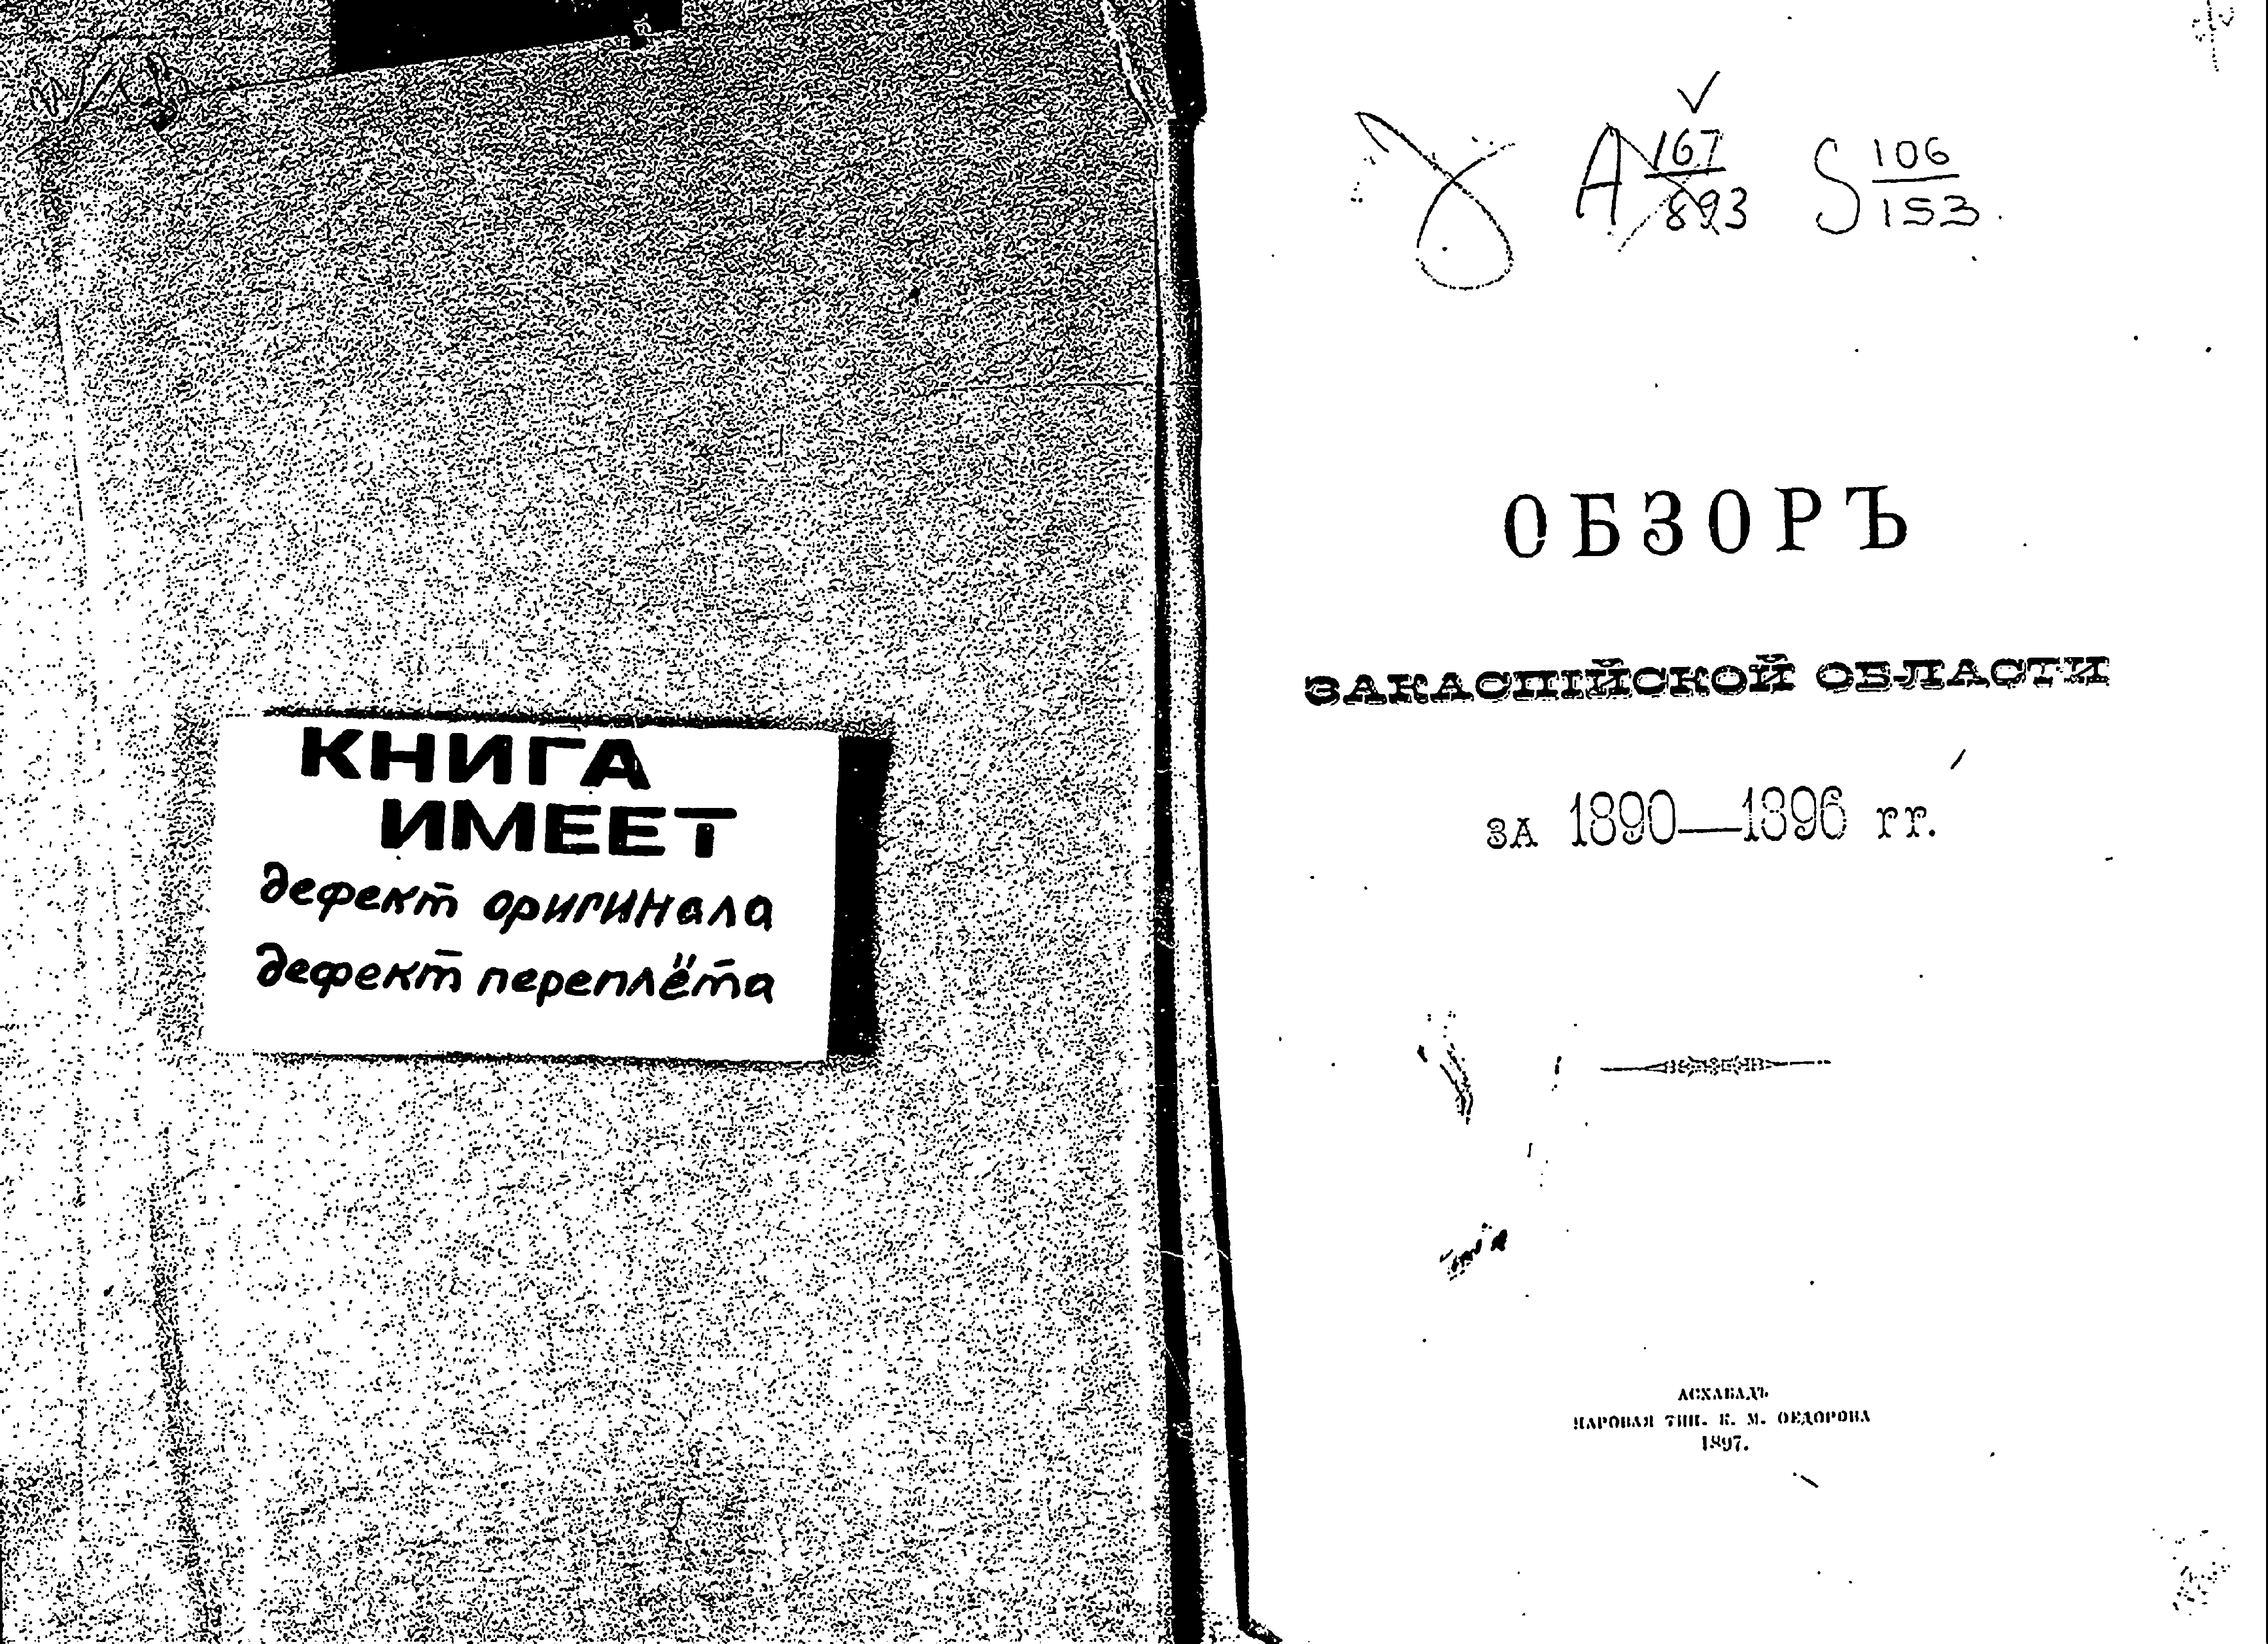 КНИГА
ИМЕЕТ
дефект оригинала
дефект переплёта
А 167/893 S 106/153
ОБЗОРЪ
ЗАКАСПІЙСКОЙ ОБЛАСТИ
ЗА 1890—1896 гг.
АСХАБАДЪ
ПАРОВАЯ ТИП. К. М. ѲЕДОРОВА
1897.